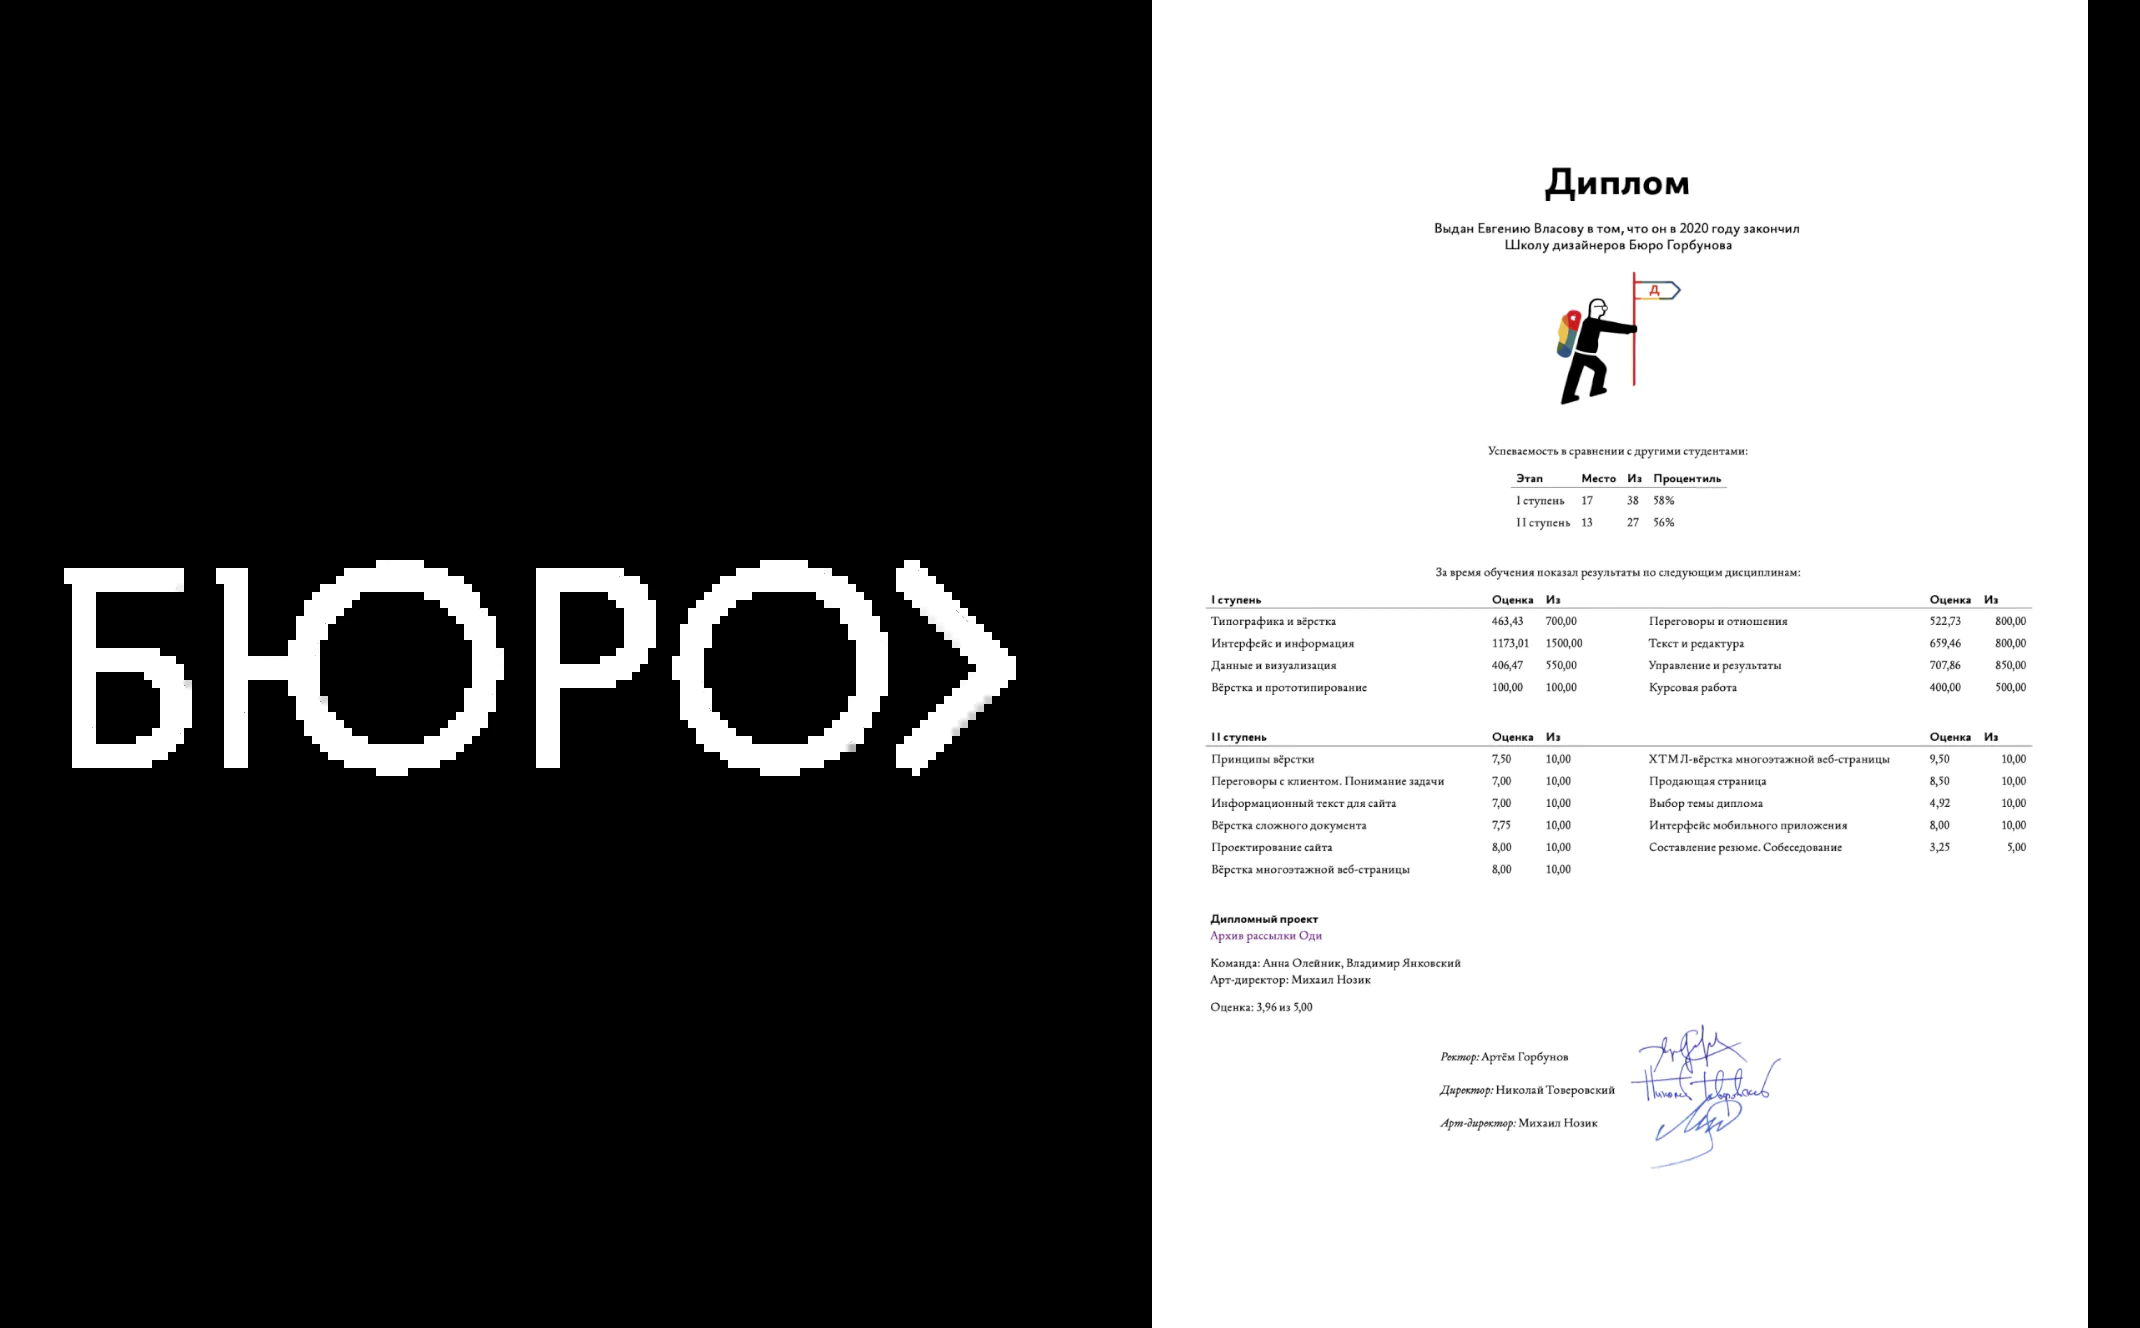 БЮРО>
Диплом
Выдан Евгению Власову в том, что он в 2020 году закончил
Школу дизайнеров Бюро Горбунова
Д
Успеваемость в сравнении с другими студентами:
Этап Место Из Процентиль
I ступень 17 38 58%
II ступень 13 27 56%
За время обучения показал результаты по следующим дисциплинам:
I ступень Оценка Из Оценка Из
Типографика и вёрстка 463,43 700,00 Переговоры и отношения 522,73 800,00
Интерфейс и информация 1173,01 1500,00 Текст и редактура 659,46 800,00
Данные и визуализация 406,47 550,00 Управление и результаты 707,86 850,00
Вёрстка и прототипирование 100,00 100,00 Курсовая работа 400,00 500,00
II ступень Оценка Из Оценка Из
Принципы вёрстки 7,50 10,00 ХТМЛ-вёрстка многоэтажной веб-страницы 9,50 10,00
Переговоры с клиентом. Понимание задачи 7,00 10,00 Продающая страница 8,50 10,00
Информационный текст для сайта 7,00 10,00 Выбор темы диплома 4,92 10,00
Вёрстка сложного документа 7,75 10,00 Интерфейс мобильного приложения 8,00 10,00
Проектирование сайта 8,00 10,00 Составление резюме. Собеседование 3,25 5,00
Вёрстка многоэтажной веб-страницы 8,00 10,00
Дипломный проект
Архив рассылки Оди
Команда: Анна Олейник, Владимир Янковский
Арт-директор: Михаил Нозик
Оценка: 3,96 из 5,00
Ректор: Артём Горбунов
Директор: Николай Товеровский
Арт-директор: Михаил Нозик